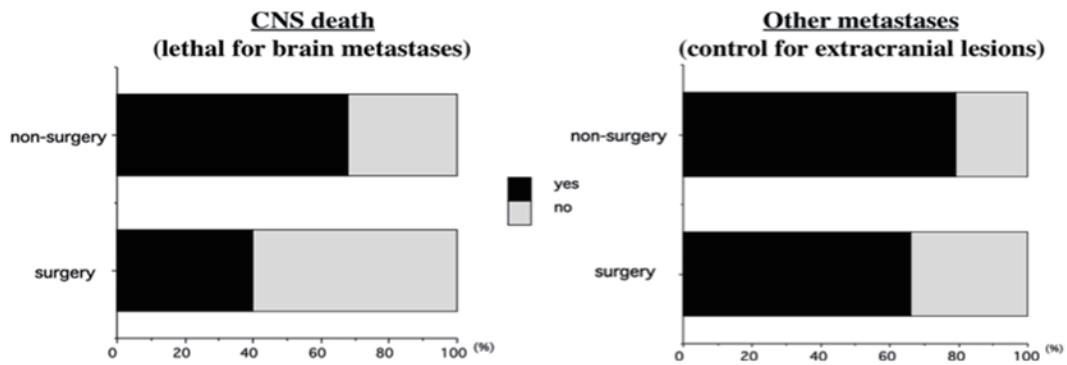 CNS death
(lethal for brain metastases)
non-surgery
surgery
0 20 40 60 80 100 (%)
yes
no
Other metastases
(control for extracranial lesions)
non-surgery
surgery
0 20 40 60 80 100 (%)